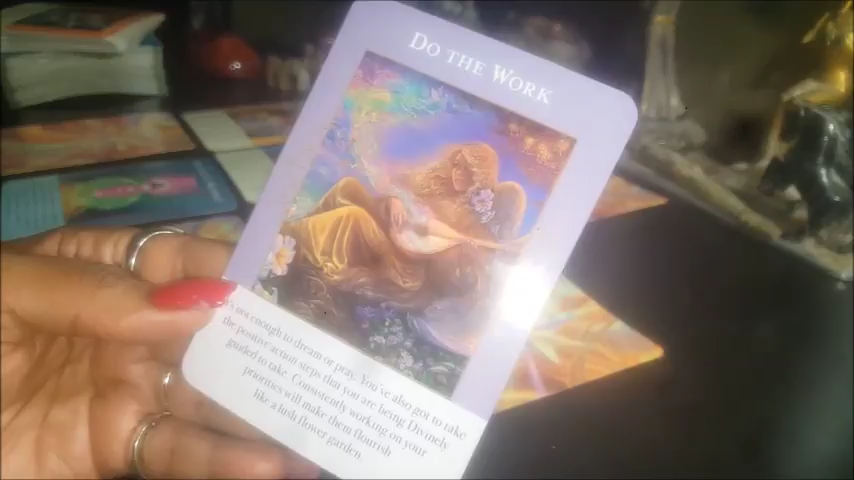 Do the Work
It's not enough to dream or pray. You've also got to take
the positive action steps that you are being Divinely
guided to take. Consistently working on your
priorities will make them flourish
like a lush flower garden.